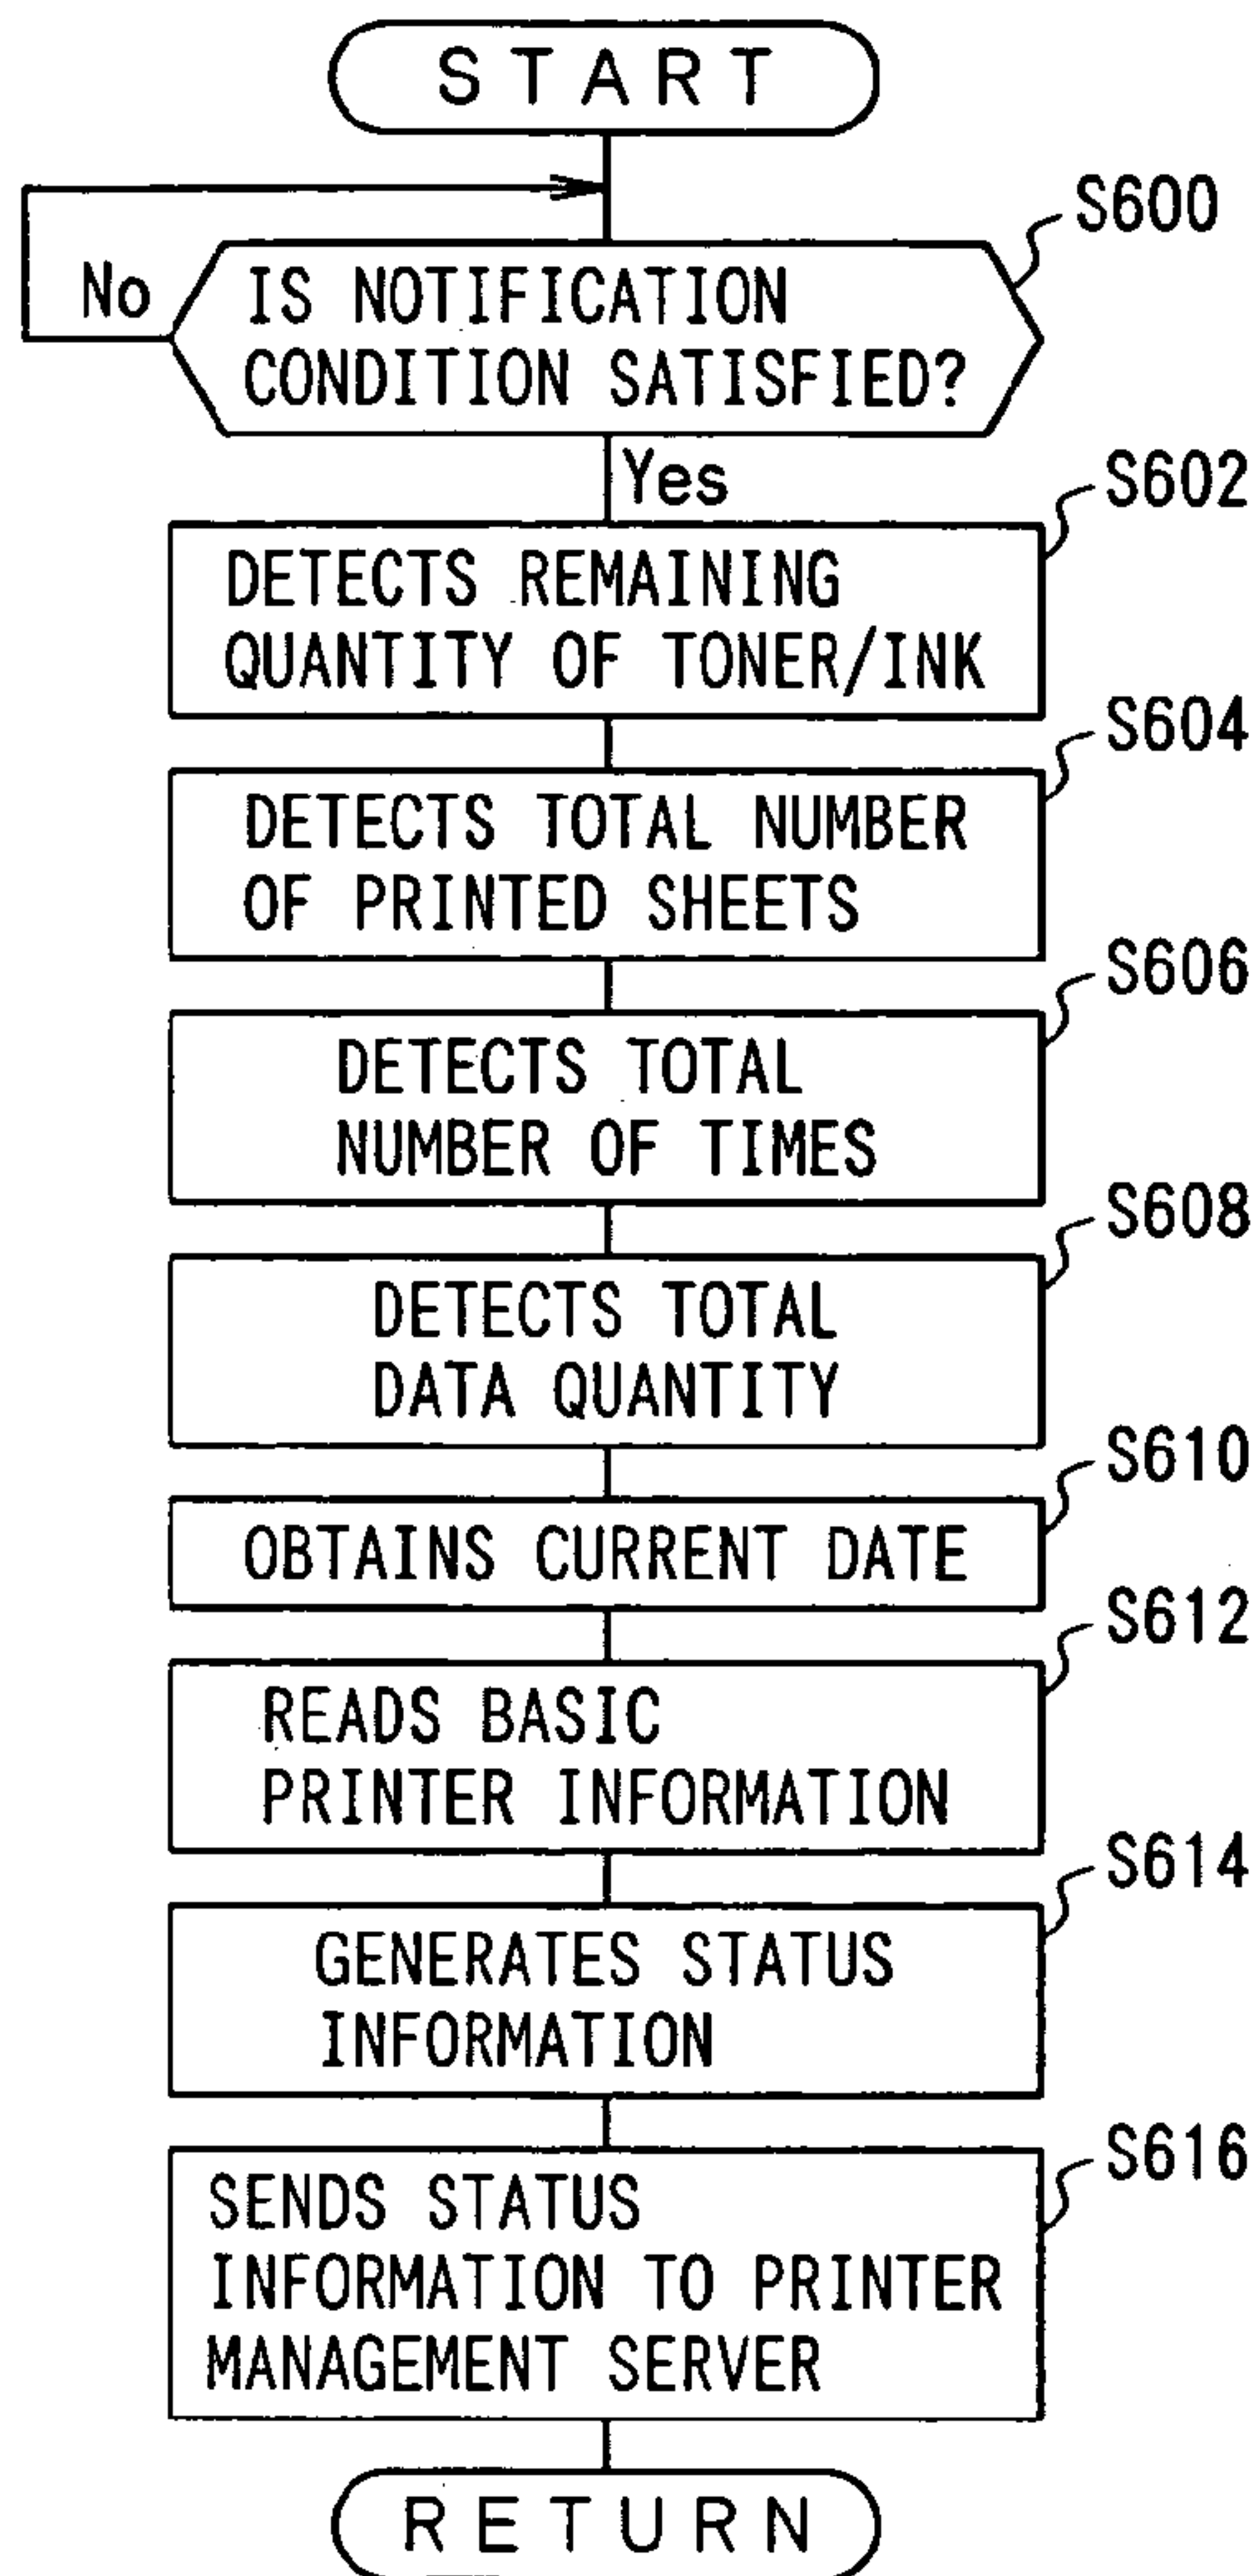 START
S600
No
IS NOTIFICATION
CONDITION SATISFIED?
Yes
S602
DETECTS REMAINING
QUANTITY OF TONER/INK
S604
DETECTS TOTAL NUMBER
OF PRINTED SHEETS
S606
DETECTS TOTAL
NUMBER OF TIMES
S608
DETECTS TOTAL
DATA QUANTITY
S610
OBTAINS CURRENT DATE
S612
READS BASIC
PRINTER INFORMATION
S614
GENERATES STATUS
INFORMATION
S616
SENDS STATUS
INFORMATION TO PRINTER
MANAGEMENT SERVER
RETURN